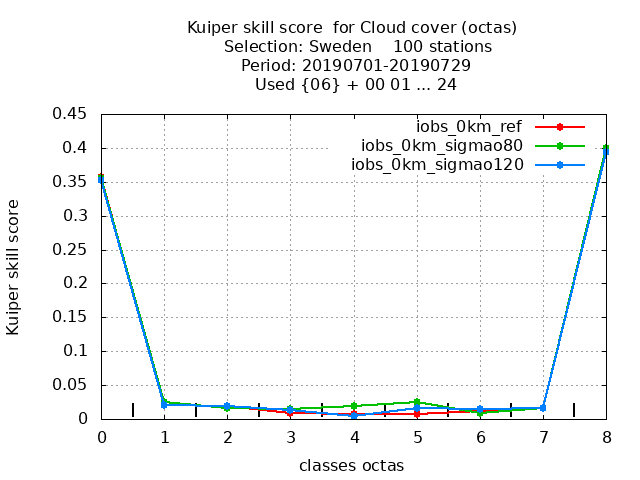 Kuiper skill score  for Cloud cover (octas)
Selection: Sweden    100 stations
Period: 20190701-20190729
Used {06} + 00 01 ... 24
iobs_0km_ref
iobs_0km_sigmao80
iobs_0km_sigmao120
Kuiper skill score
0.45
0.4
0.35
0.3
0.25
0.2
0.15
0.1
0.05
0
0 1 2 3 4 5 6 7 8
classes octas